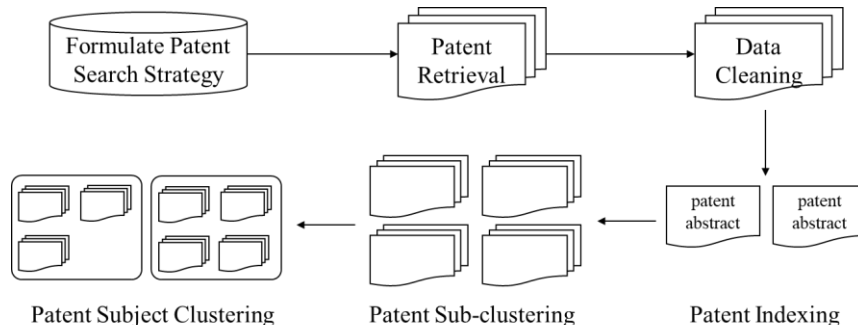 Formulate Patent
Search Strategy
Patent
Retrieval
Data
Cleaning
patent
abstract
patent
abstract
Patent Subject Clustering
Patent Sub-clustering
Patent Indexing